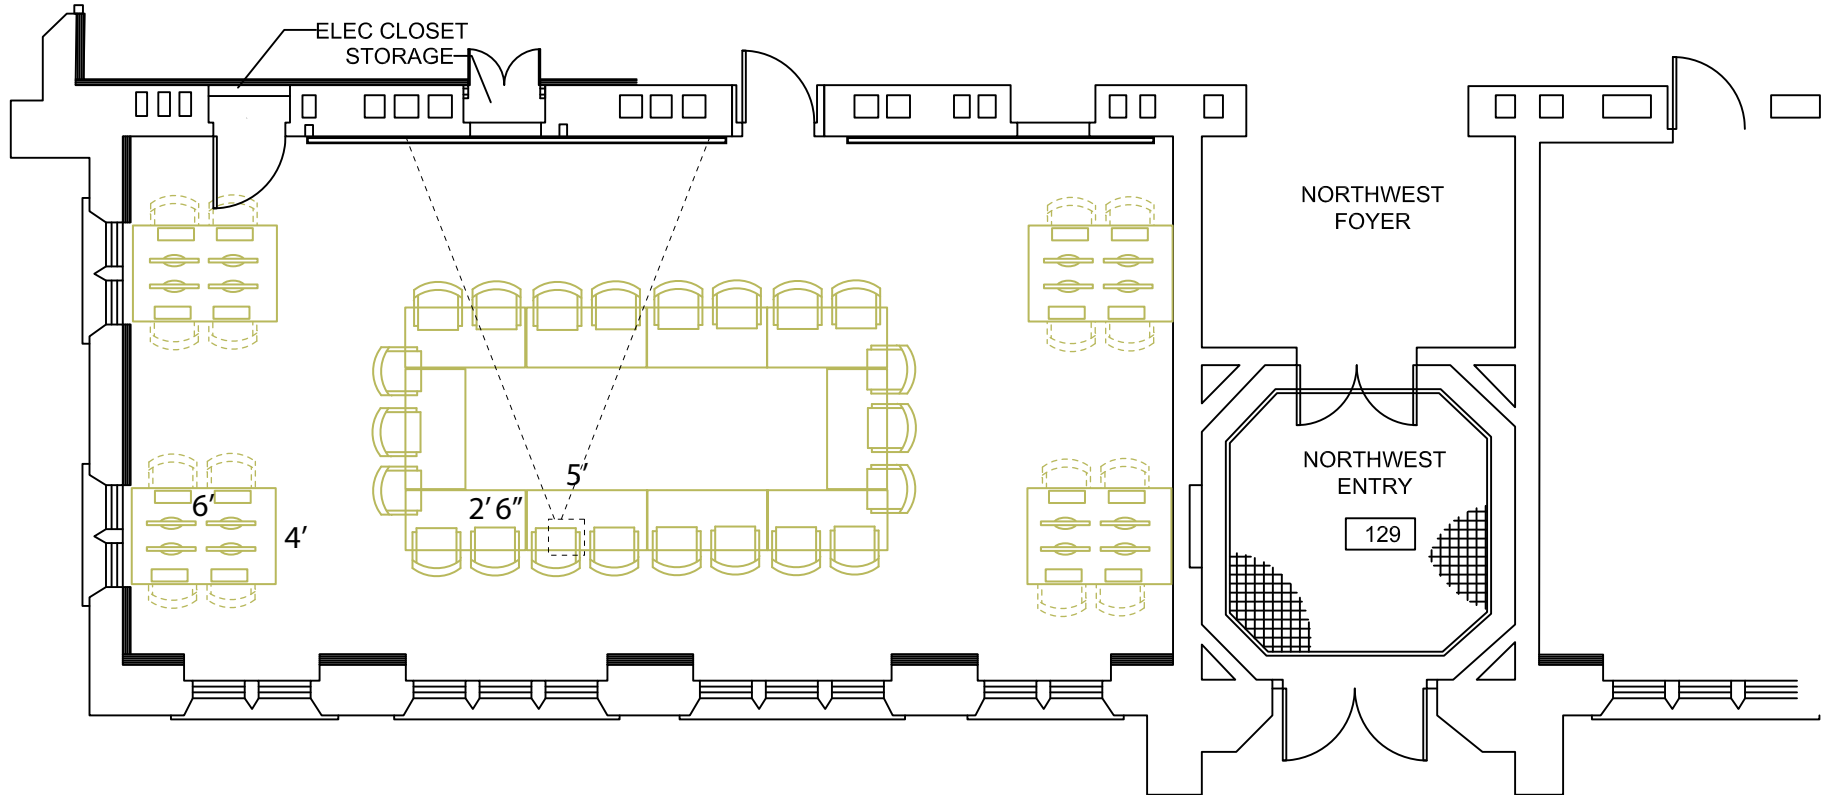 ELEC CLOSET
STORAGE
NORTHWEST
FOYER
NORTHWEST
ENTRY
129
5’
2’ 6”
6’
4’